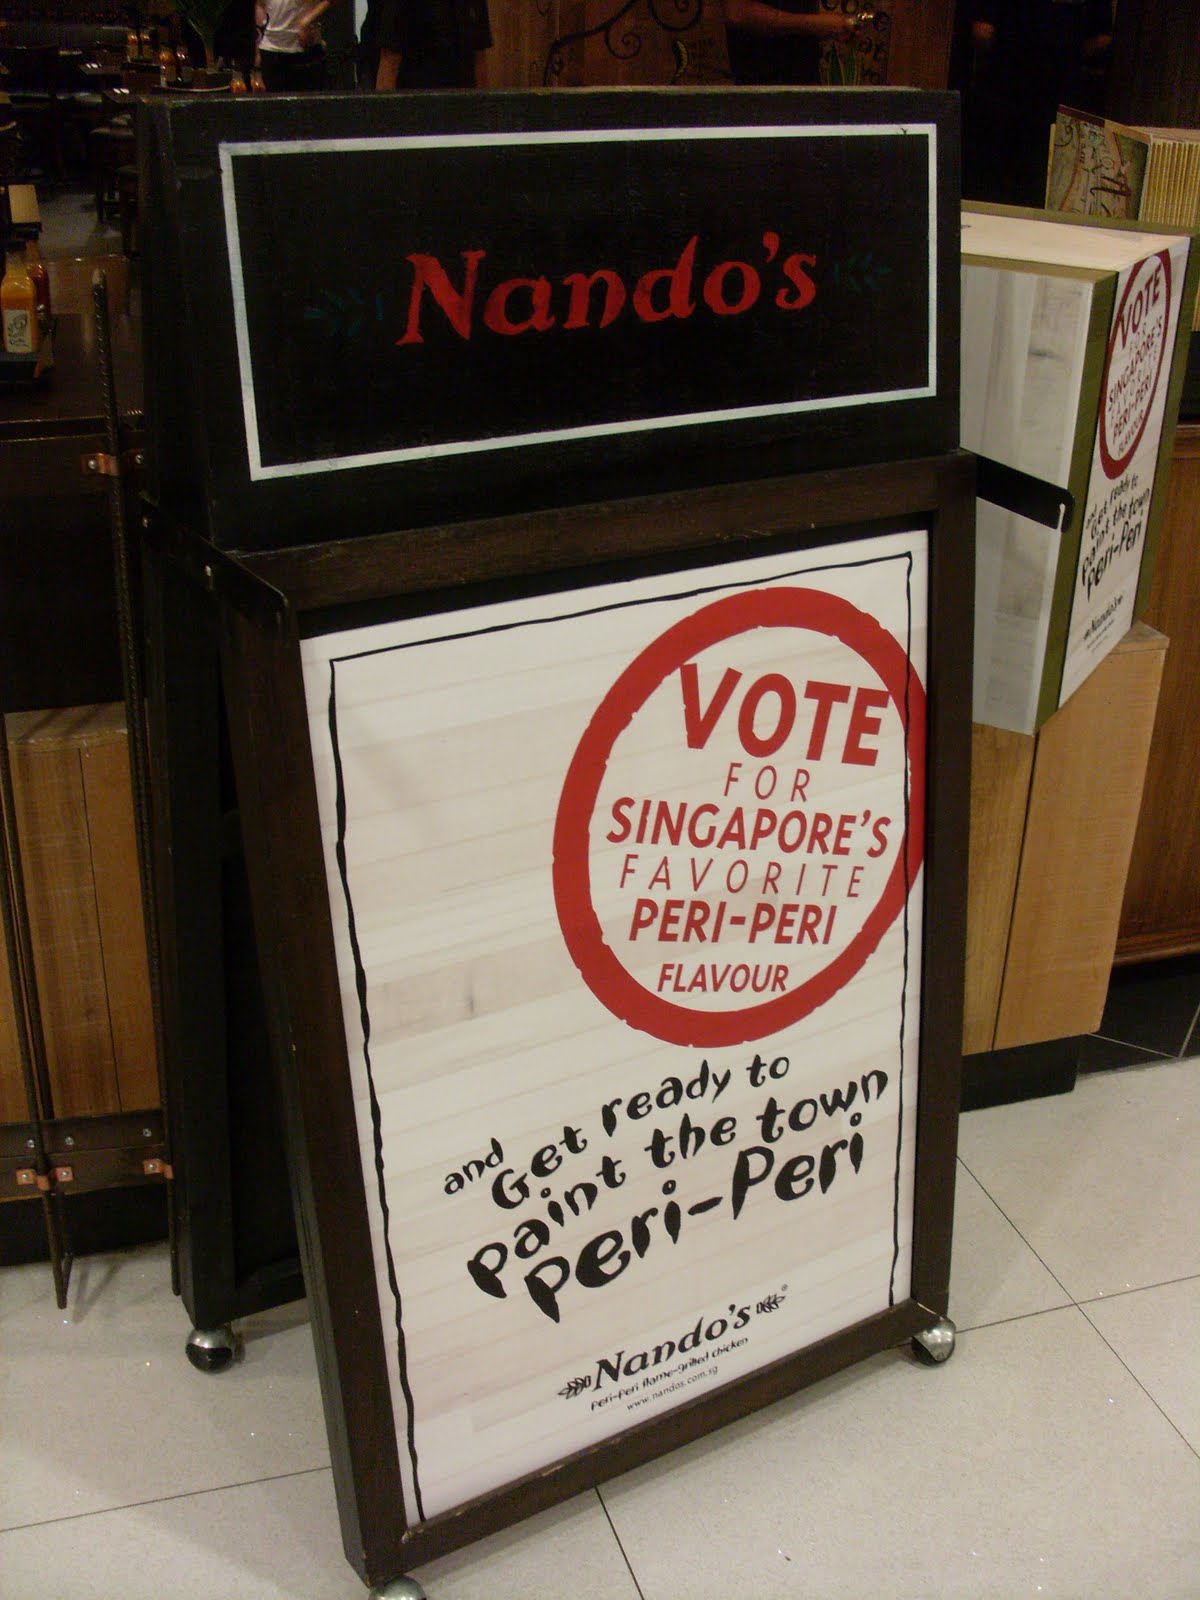 Nando's
VOTE
FOR
SINGAPORE'S
FAVORITE
PERI-PERI
FLAVOUR
and
Get ready to
paint the town
peri-peri
Nando's
peri-peri flame-grilled chicken
www.nandos.com.sg
VOTE
FOR
SINGAPORE'S
FAVORITE
PERI-PERI
FLAVOUR
and
Get ready to
paint the town
peri-peri
Nando's